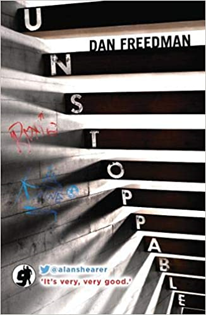 DAN FREEDMAN
UNSTOPPABLE
@alanshearer
'It's very, very good.'